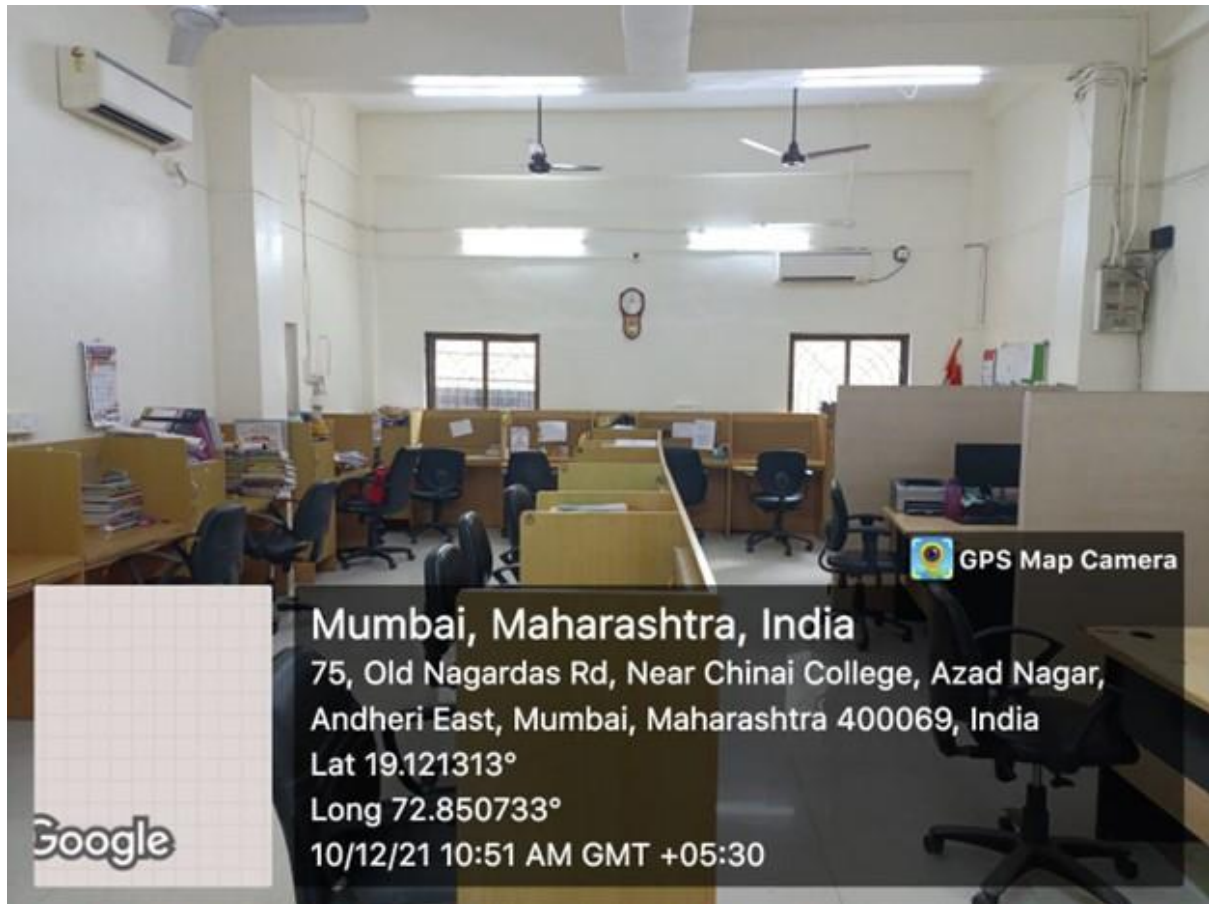 GPS Map Camera
Mumbai, Maharashtra, India
75, Old Nagardas Rd, Near Chinai College, Azad Nagar,
Andheri East, Mumbai, Maharashtra 400069, India
Lat 19.121313°
Long 72.850733°
10/12/21 10:51 AM GMT +05:30
Google